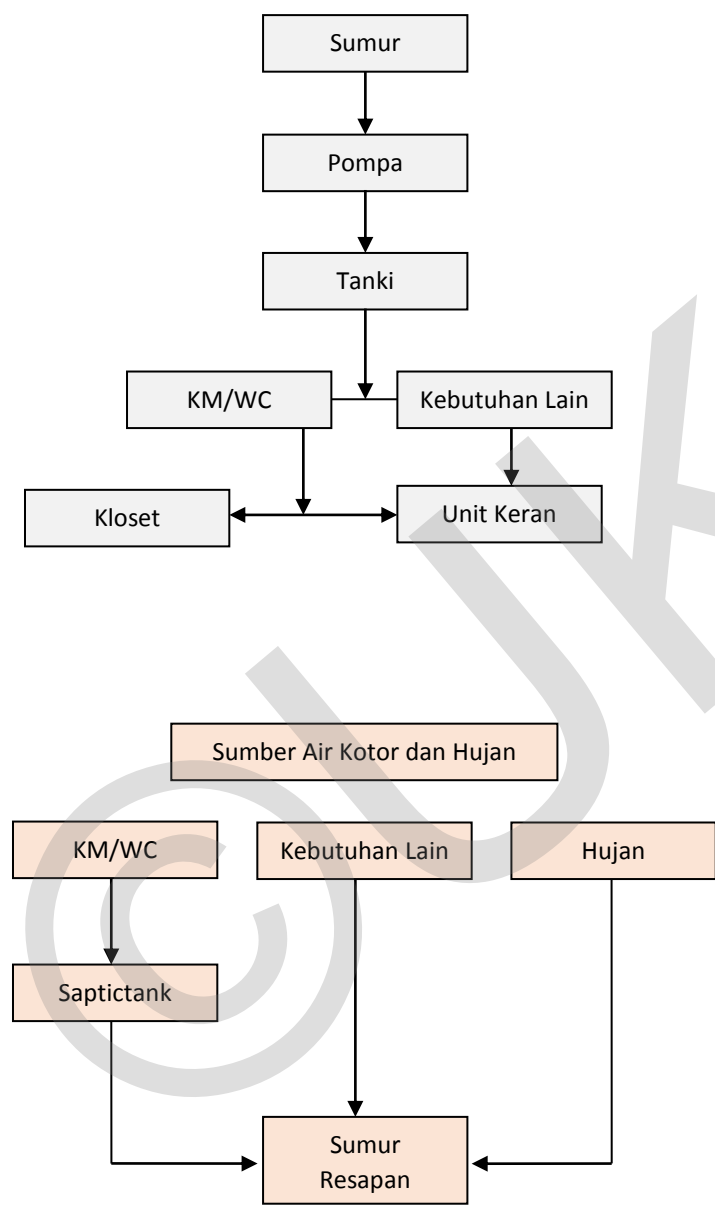 Sumur
Pompa
Tanki
KM/WC
Kebutuhan Lain
Kloset
Unit Keran
Sumber Air Kotor dan Hujan
KM/WC
Kebutuhan Lain
Hujan
Saptictank
Sumur
Resapan
© UK